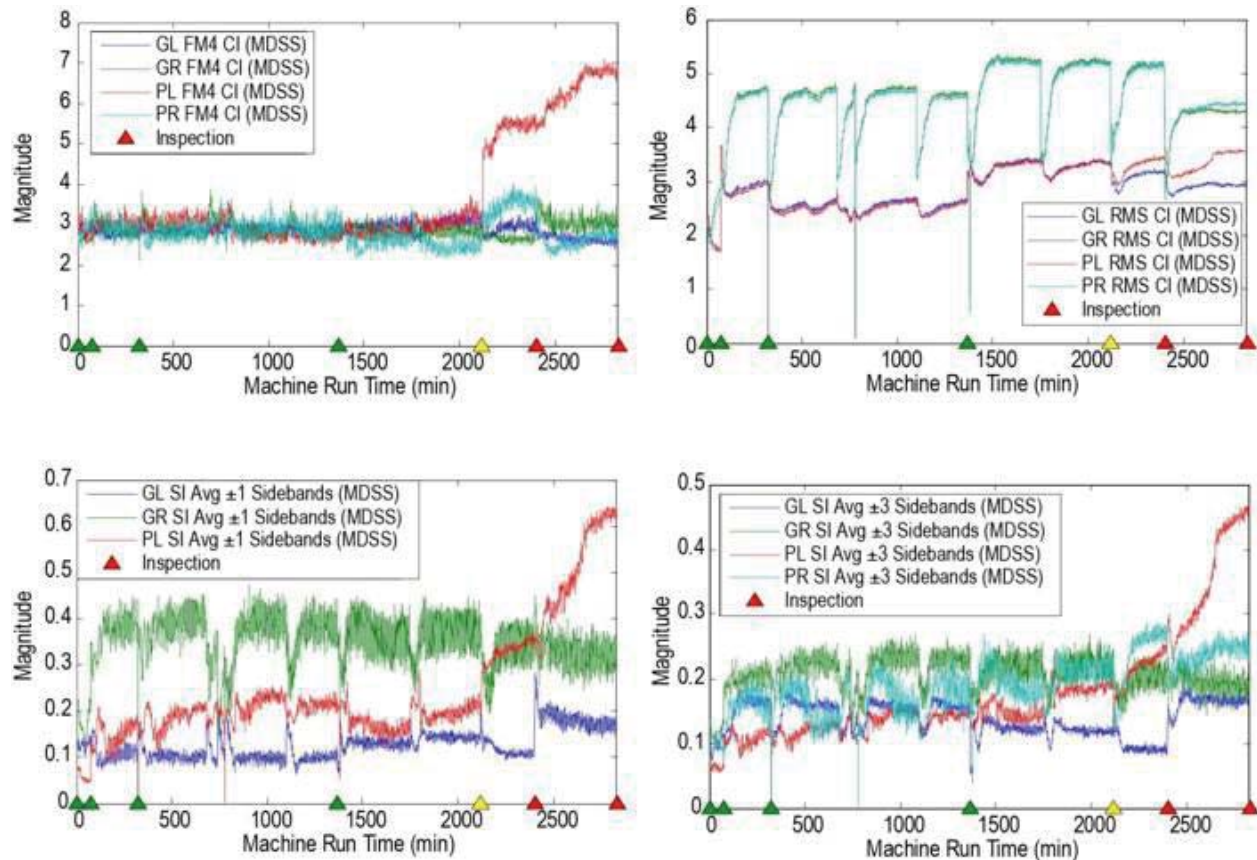 8
7
6
5
4
3
2
1
0
Magnitude
GL FM4 CI (MDSS)
GR FM4 CI (MDSS)
PL FM4 CI (MDSS)
PR FM4 CI (MDSS)
Inspection
0 500 1000 1500 2000 2500
Machine Run Time (min)
6
5
4
3
2
1
0
Magnitude
GL RMS CI (MDSS)
GR RMS CI (MDSS)
PL RMS CI (MDSS)
PR RMS CI (MDSS)
Inspection
0 500 1000 1500 2000 2500
Machine Run Time (min)
0.7
0.6
0.5
0.4
0.3
0.2
0.1
0
Magnitude
GL SI Avg ±1 Sidebands (MDSS)
GR SI Avg ±1 Sidebands (MDSS)
PL SI Avg ±1 Sidebands (MDSS)
Inspection
0 500 1000 1500 2000 2500
Machine Run Time (min)
0.5
0.4
0.3
0.2
0.1
0
Magnitude
GL SI Avg ±3 Sidebands (MDSS)
GR SI Avg ±3 Sidebands (MDSS)
PL SI Avg ±3 Sidebands (MDSS)
PR SI Avg ±3 Sidebands (MDSS)
Inspection
0 500 1000 1500 2000 2500
Machine Run Time (min)